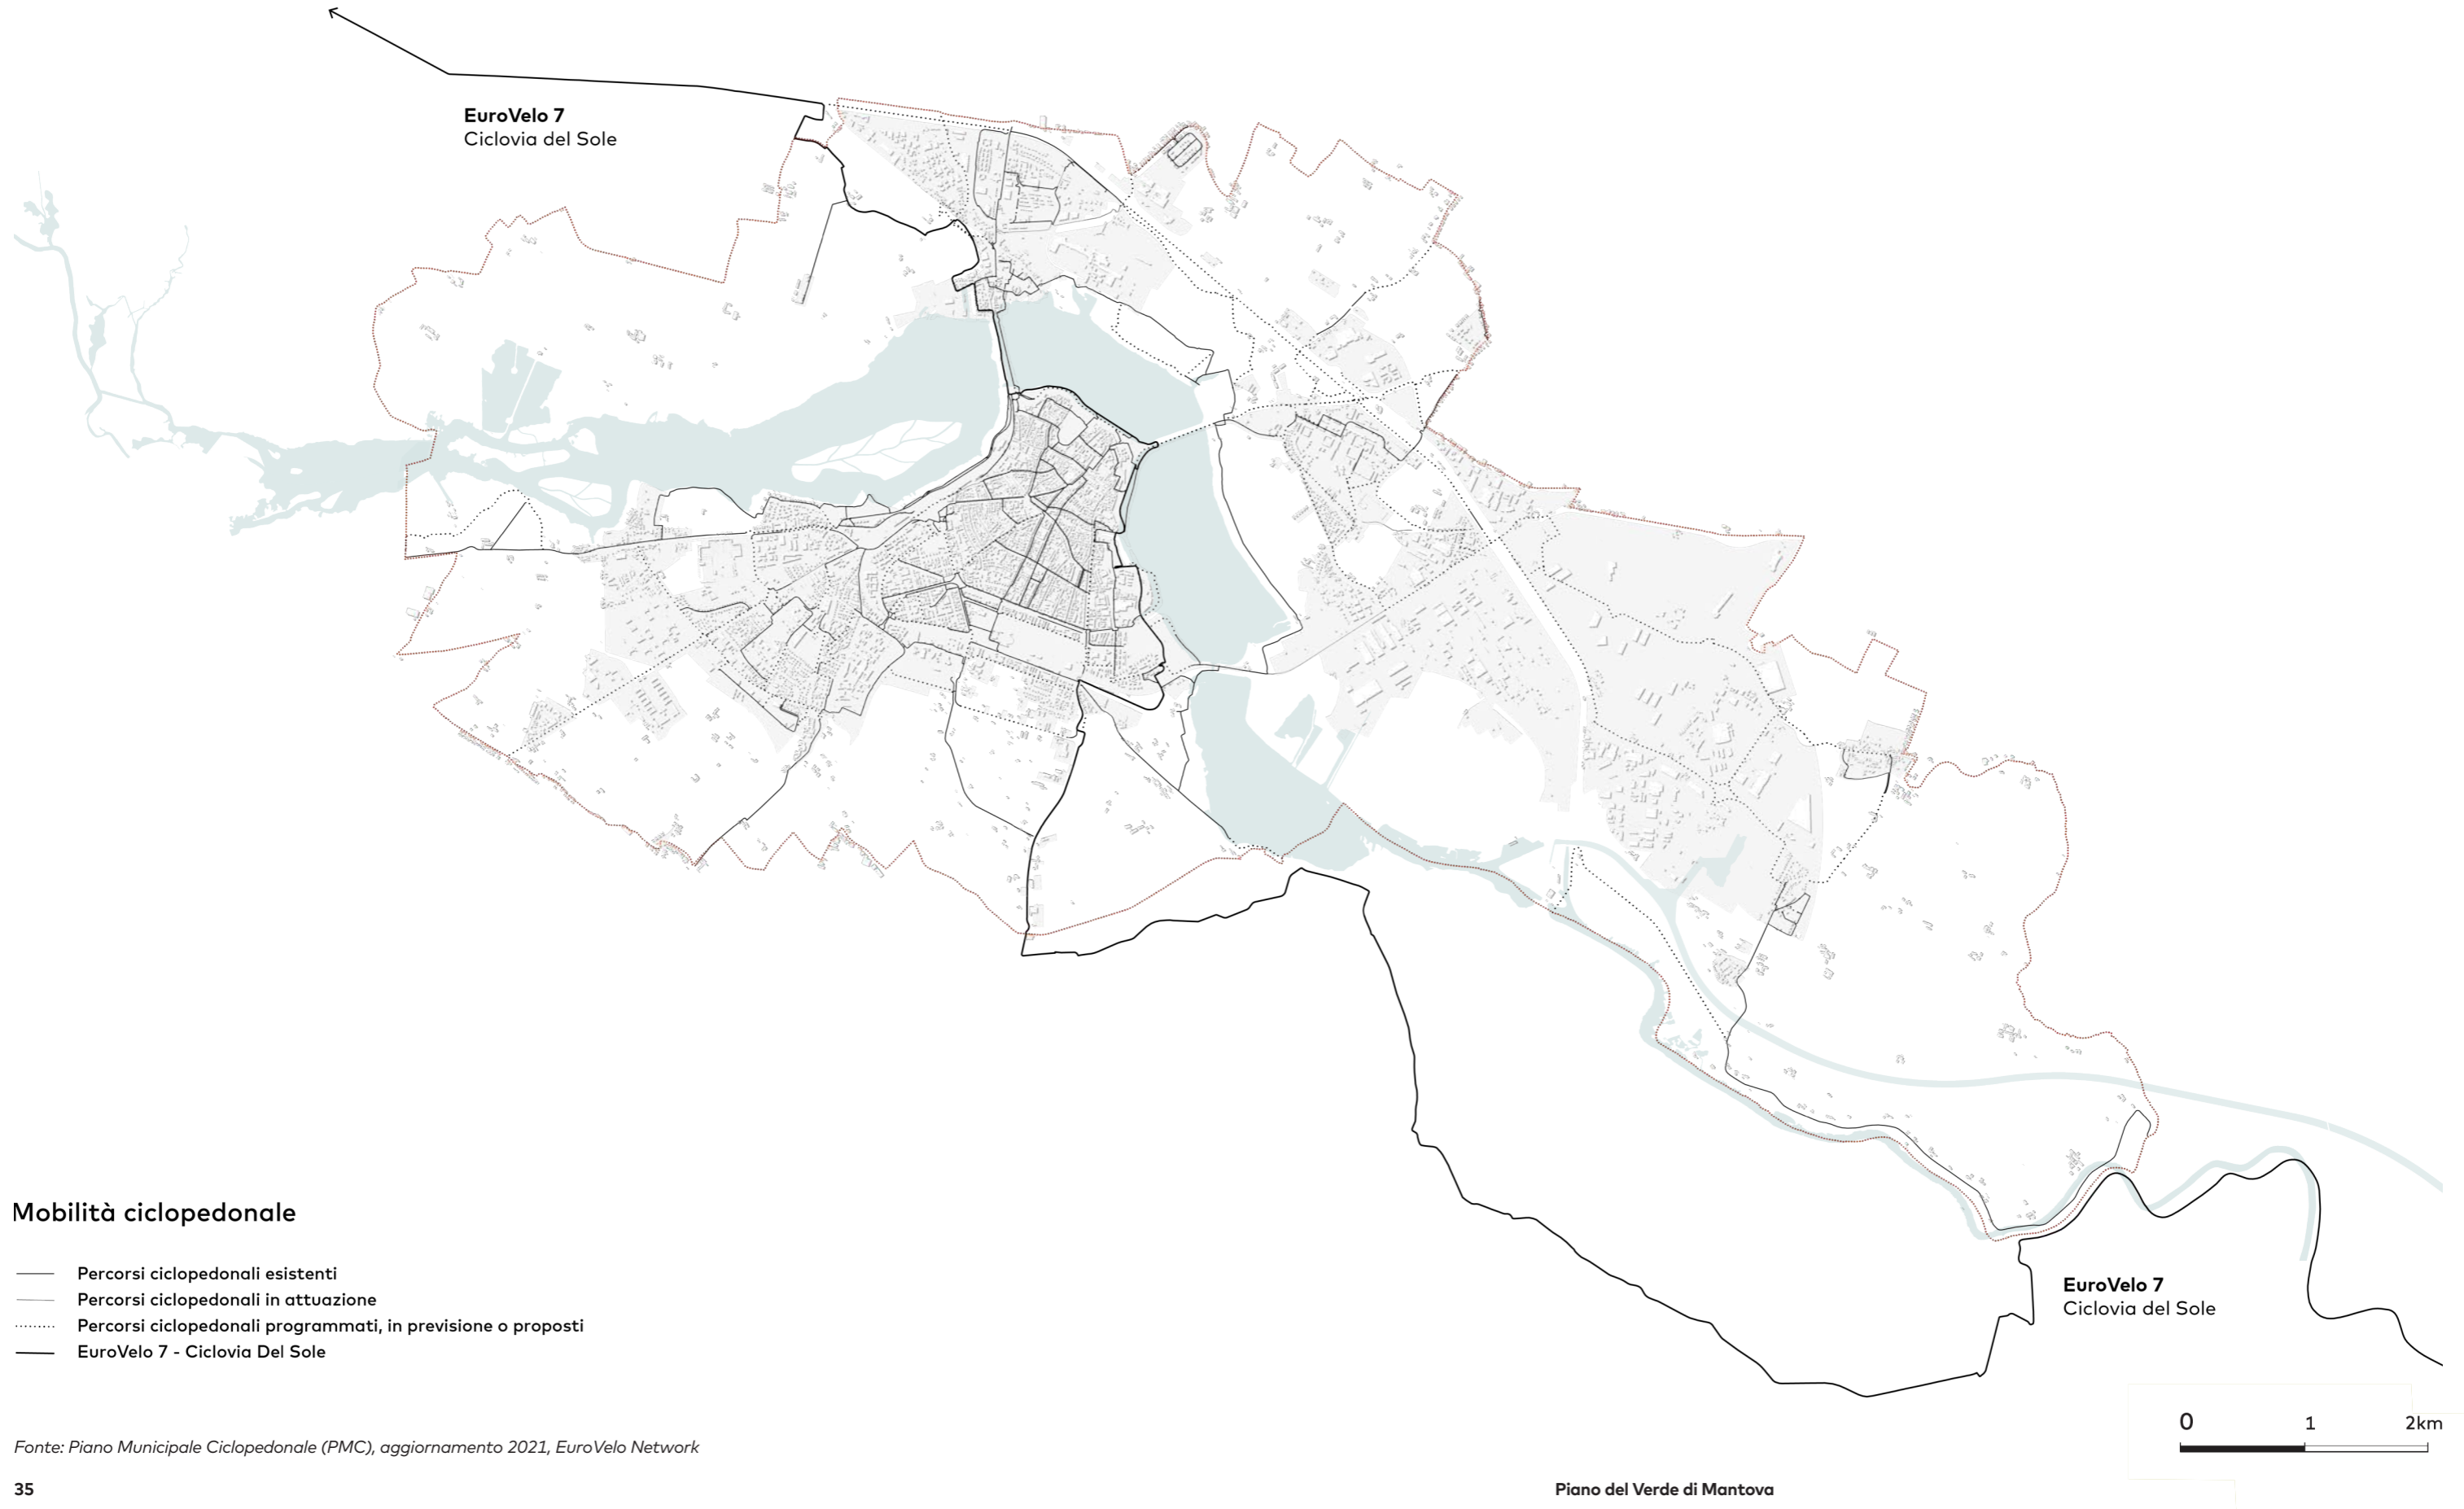 EuroVelo 7
Ciclovia del Sole
Mobilità ciclopedonale
Percorsi ciclopedonali esistenti
Percorsi ciclopedonali in attuazione
Percorsi ciclopedonali programmati, in previsione o proposti
EuroVelo 7 - Ciclovia Del Sole
EuroVelo 7
Ciclovia del Sole
0 1 2km
Fonte: Piano Municipale Ciclopedonale (PMC), aggiornamento 2021, EuroVelo Network
35
Piano del Verde di Mantova